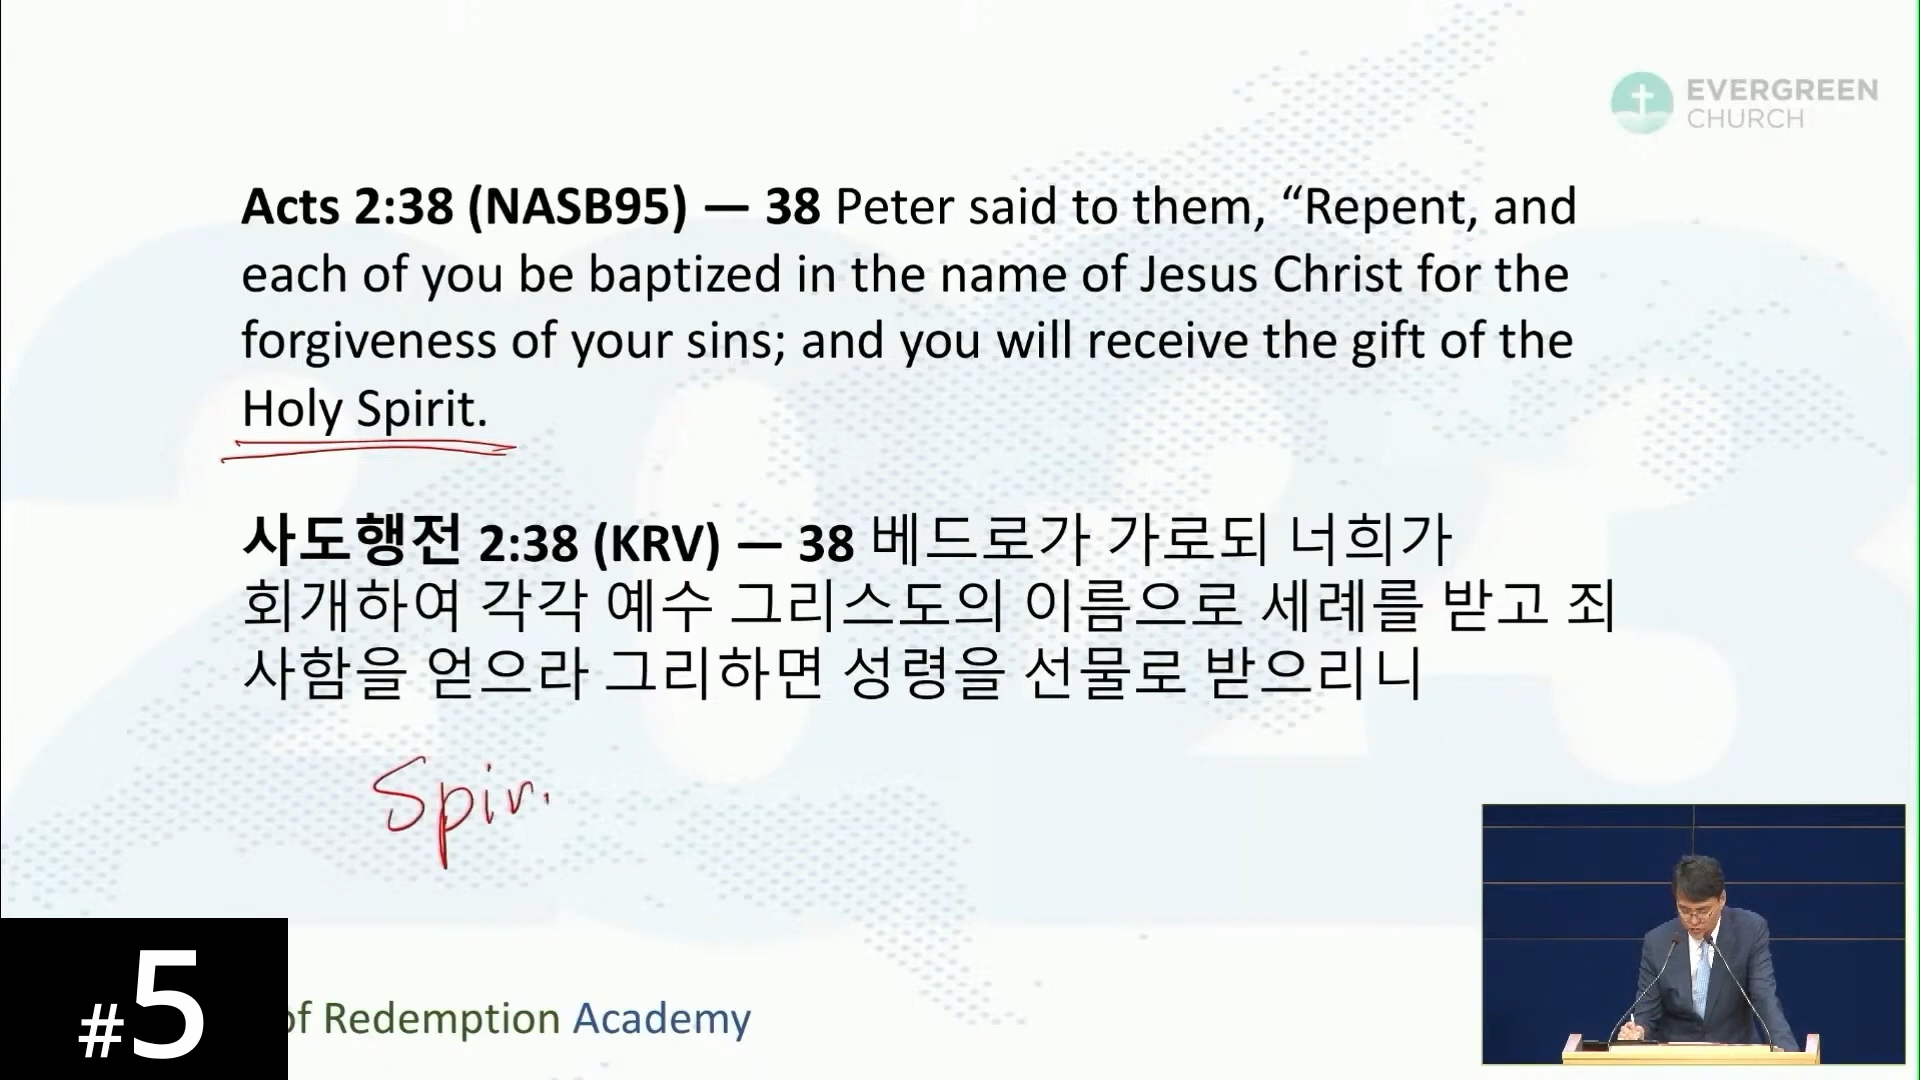 EVERGREEN
CHURCH
Acts 2:38 (NASB95) — 38 Peter said to them, “Repent, and
each of you be baptized in the name of Jesus Christ for the
forgiveness of your sins; and you will receive the gift of the
Holy Spirit.
사도행전 2:38 (KRV) — 38 베드로가 가로되 너희가
회개하여 각각 예수 그리스도의 이름으로 세례를 받고 죄
사함을 얻으라 그리하면 성령을 선물로 받으리니
Spir
#5
of Redemption Academy